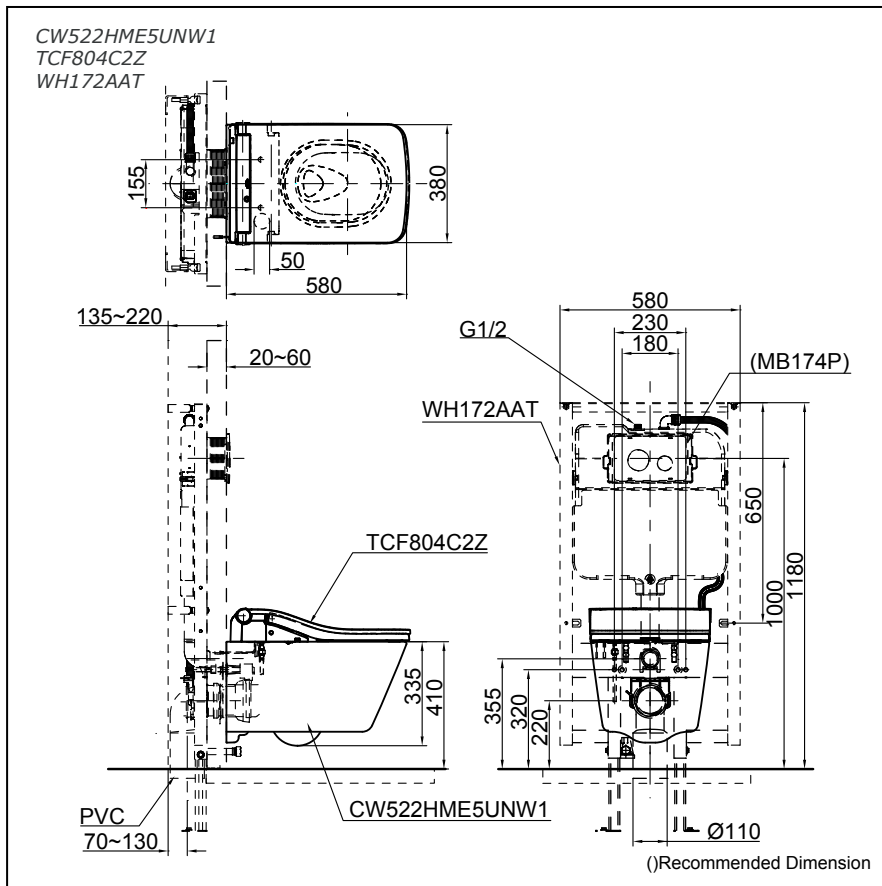 CW522HME5UNW1
TCF804C2Z
WH172AAT
155
380
50
580
135~220
20~60
580
230
180
G1/2
(MB174P)
WH172AAT
TCF804C2Z
650
1000
1180
335
410
355
320
220
PVC
70~130
CW522HME5UNW1
Ø110
()Recommended Dimension